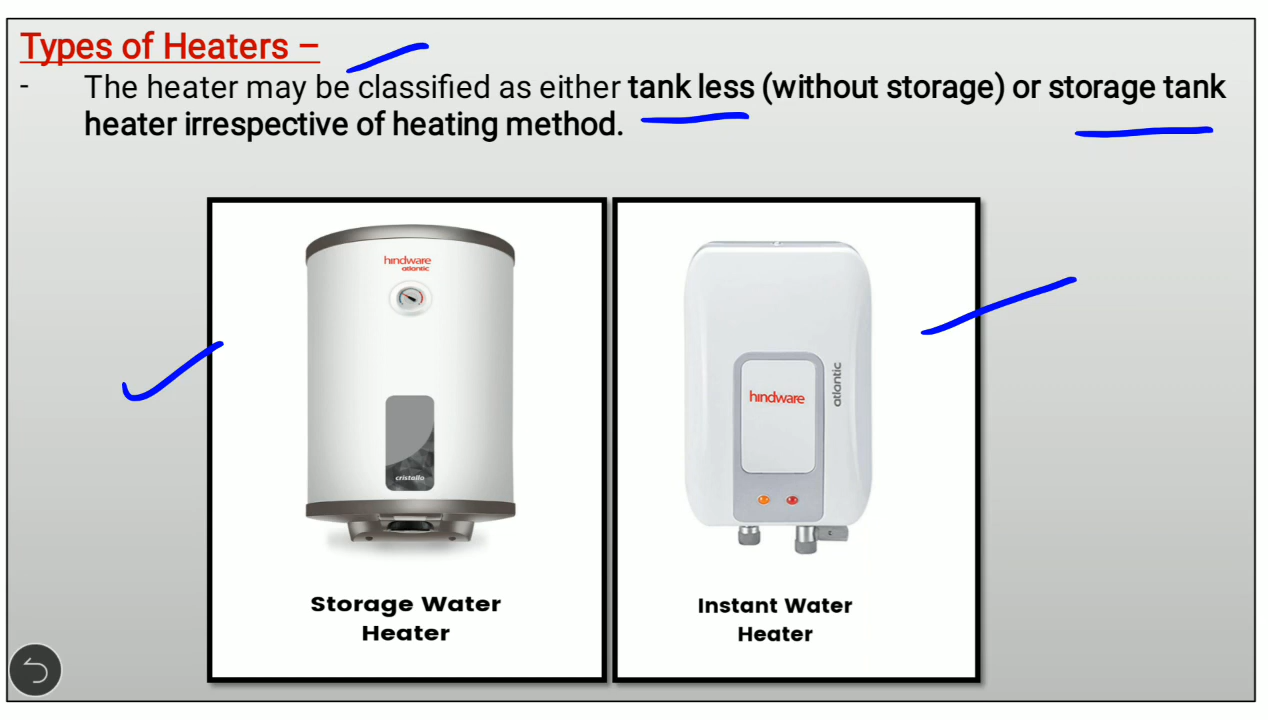 Types of Heaters –
- The heater may be classified as either tank less (without storage) or storage tank
heater irrespective of heating method.
hindware
atlantic
cristallo
Storage Water
Heater
hindware
atlantic
Instant Water
Heater